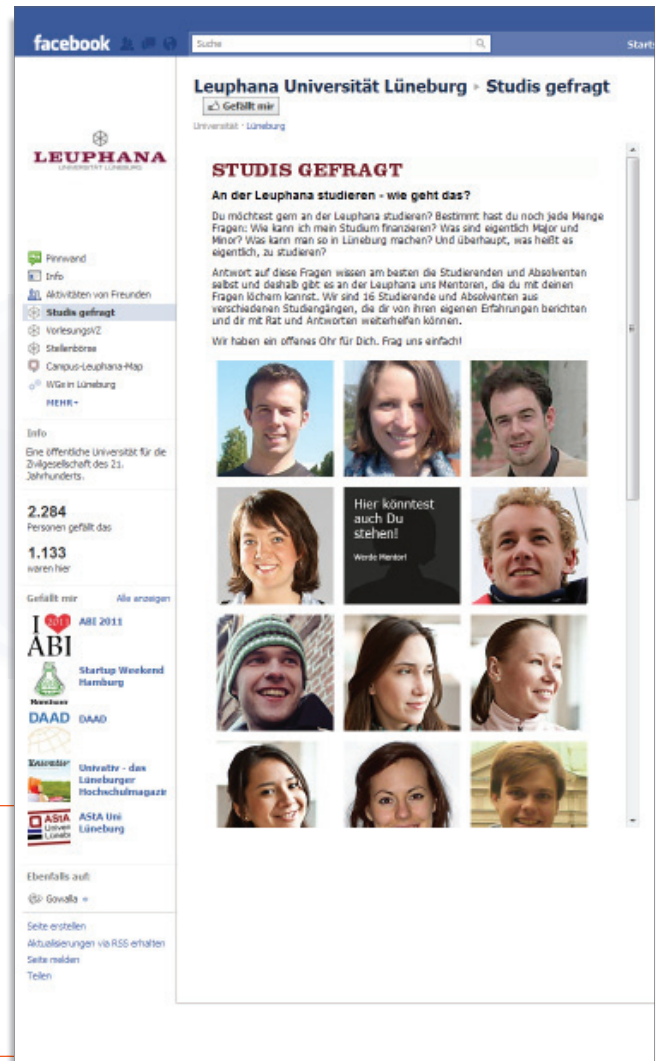 facebook
Suche
Start
Leuphana Universität Lüneburg ▸ Studis gefragt
Gefällt mir
Universität · Lüneburg
LEUPHANA
UNIVERSITÄT LÜNEBURG
Pinnwand
Info
Aktivitäten von Freunden
Studis gefragt
VorlesungsVZ
Stellenbörse
Campus-Leuphana-Map
WGs in Lüneburg
MEHR
Info
Eine öffentliche Universität für die
Zivilgesellschaft des 21.
Jahrhunderts.
2.284
Personen gefällt das
1.133
waren hier
Gefällt mir Alle anzeigen
I 2011 ABI
ABI 2011
Startup Weekend
Hamburg
DAAD
DAAD
Univativ - das
Lüneburger
Hochschulmagazin
AStA
Univer
Lünebu
AStA Uni
Lüneburg
Ebenfalls auf:
Gowalla
Seite erstellen
Aktualisierungen via RSS erhalten
Seite melden
Teilen
STUDIS GEFRAGT
An der Leuphana studieren - wie geht das?
Du möchtest gern an der Leuphana studieren? Bestimmt hast du noch jede Menge
Fragen: Wie kann ich mein Studium finanzieren? Was sind eigentlich Major und
Minor? Was kann man so in Lüneburg machen? Und überhaupt, was heißt es
eigentlich, zu studieren?
Antwort auf diese Fragen wissen am besten die Studierenden und Absolventen
selbst und deshalb gibt es an der Leuphana uns Mentoren, die du mit deinen
Fragen löchern kannst. Wir sind 16 Studierende und Absolventen aus
verschiedenen Studiengängen, die dir von ihren eigenen Erfahrungen berichten
und dir mit Rat und Antworten weiterhelfen können.
Wir haben ein offenes Ohr für Dich. Frag uns einfach!
Hier könntest
auch Du
stehen!
Werde Mentor!